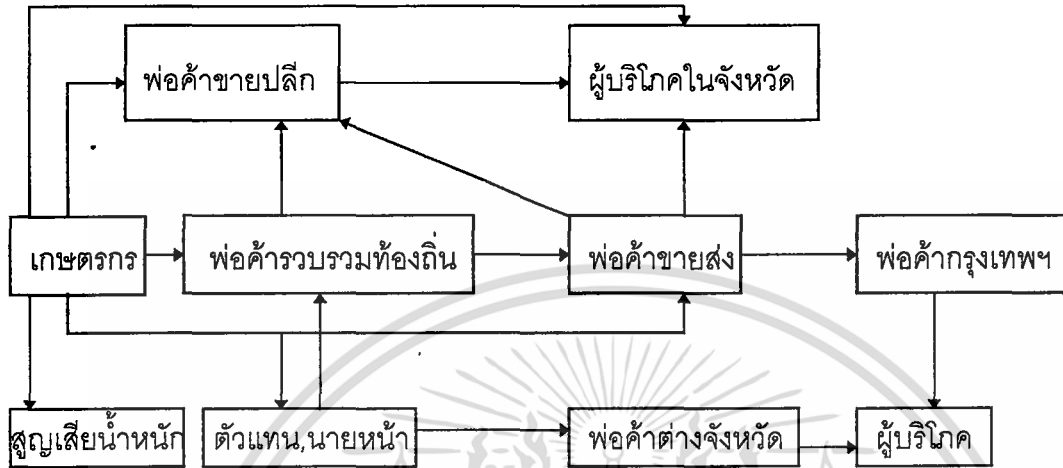 พ่อค้าขายปลีก
ผู้บริโภคในจังหวัด
เกษตรกร
พ่อค้ารวบรวมท้องถิ่น
พ่อค้าขายส่ง
พ่อค้ากรุงเทพฯ
สูญเสียน้ำหนัก
ตัวแทน,นายหน้า
พ่อค้าต่างจังหวัด
ผู้บริโภค